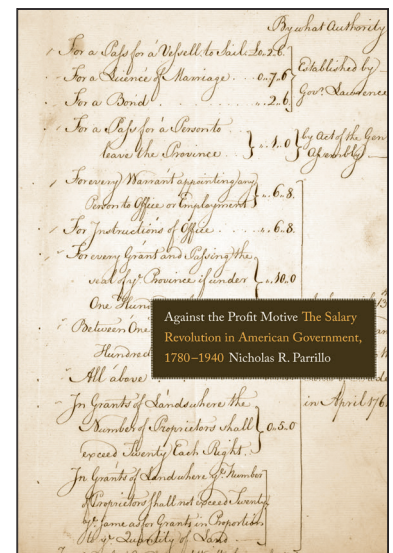 By what Authority
For a Pass for a Vessell to Sail. £0.2.6
For a Licence of Marriage . 0.7.6
Established by
Gov.r Lawrence
For a Bond . . . . . 2.6
For a Pass for a Person to
leave the Province . . } . 1.0
by Act of the Gen
Assembly
For every Warrant appointing any
Person to Office or Employment } . 6.8.
For Instructions of Office . . . . 6.8
For every Grant and Passing the
seal of ye Province if under
One Hun
10.0
Against the Profit Motive The Salary
Revolution in American Government,
1780–1940 Nicholas R. Parrillo
Between One
Hundred
All above
in April 176
In Grants of Lands where the
Number of Proprietors shall } 0.5.0
exceed Twenty Each Right.
In Grants of Land where ye Number
of Proprietors shall not exceed Twenty
ye same as for Grants in Proportion
to ye Quantity of Land